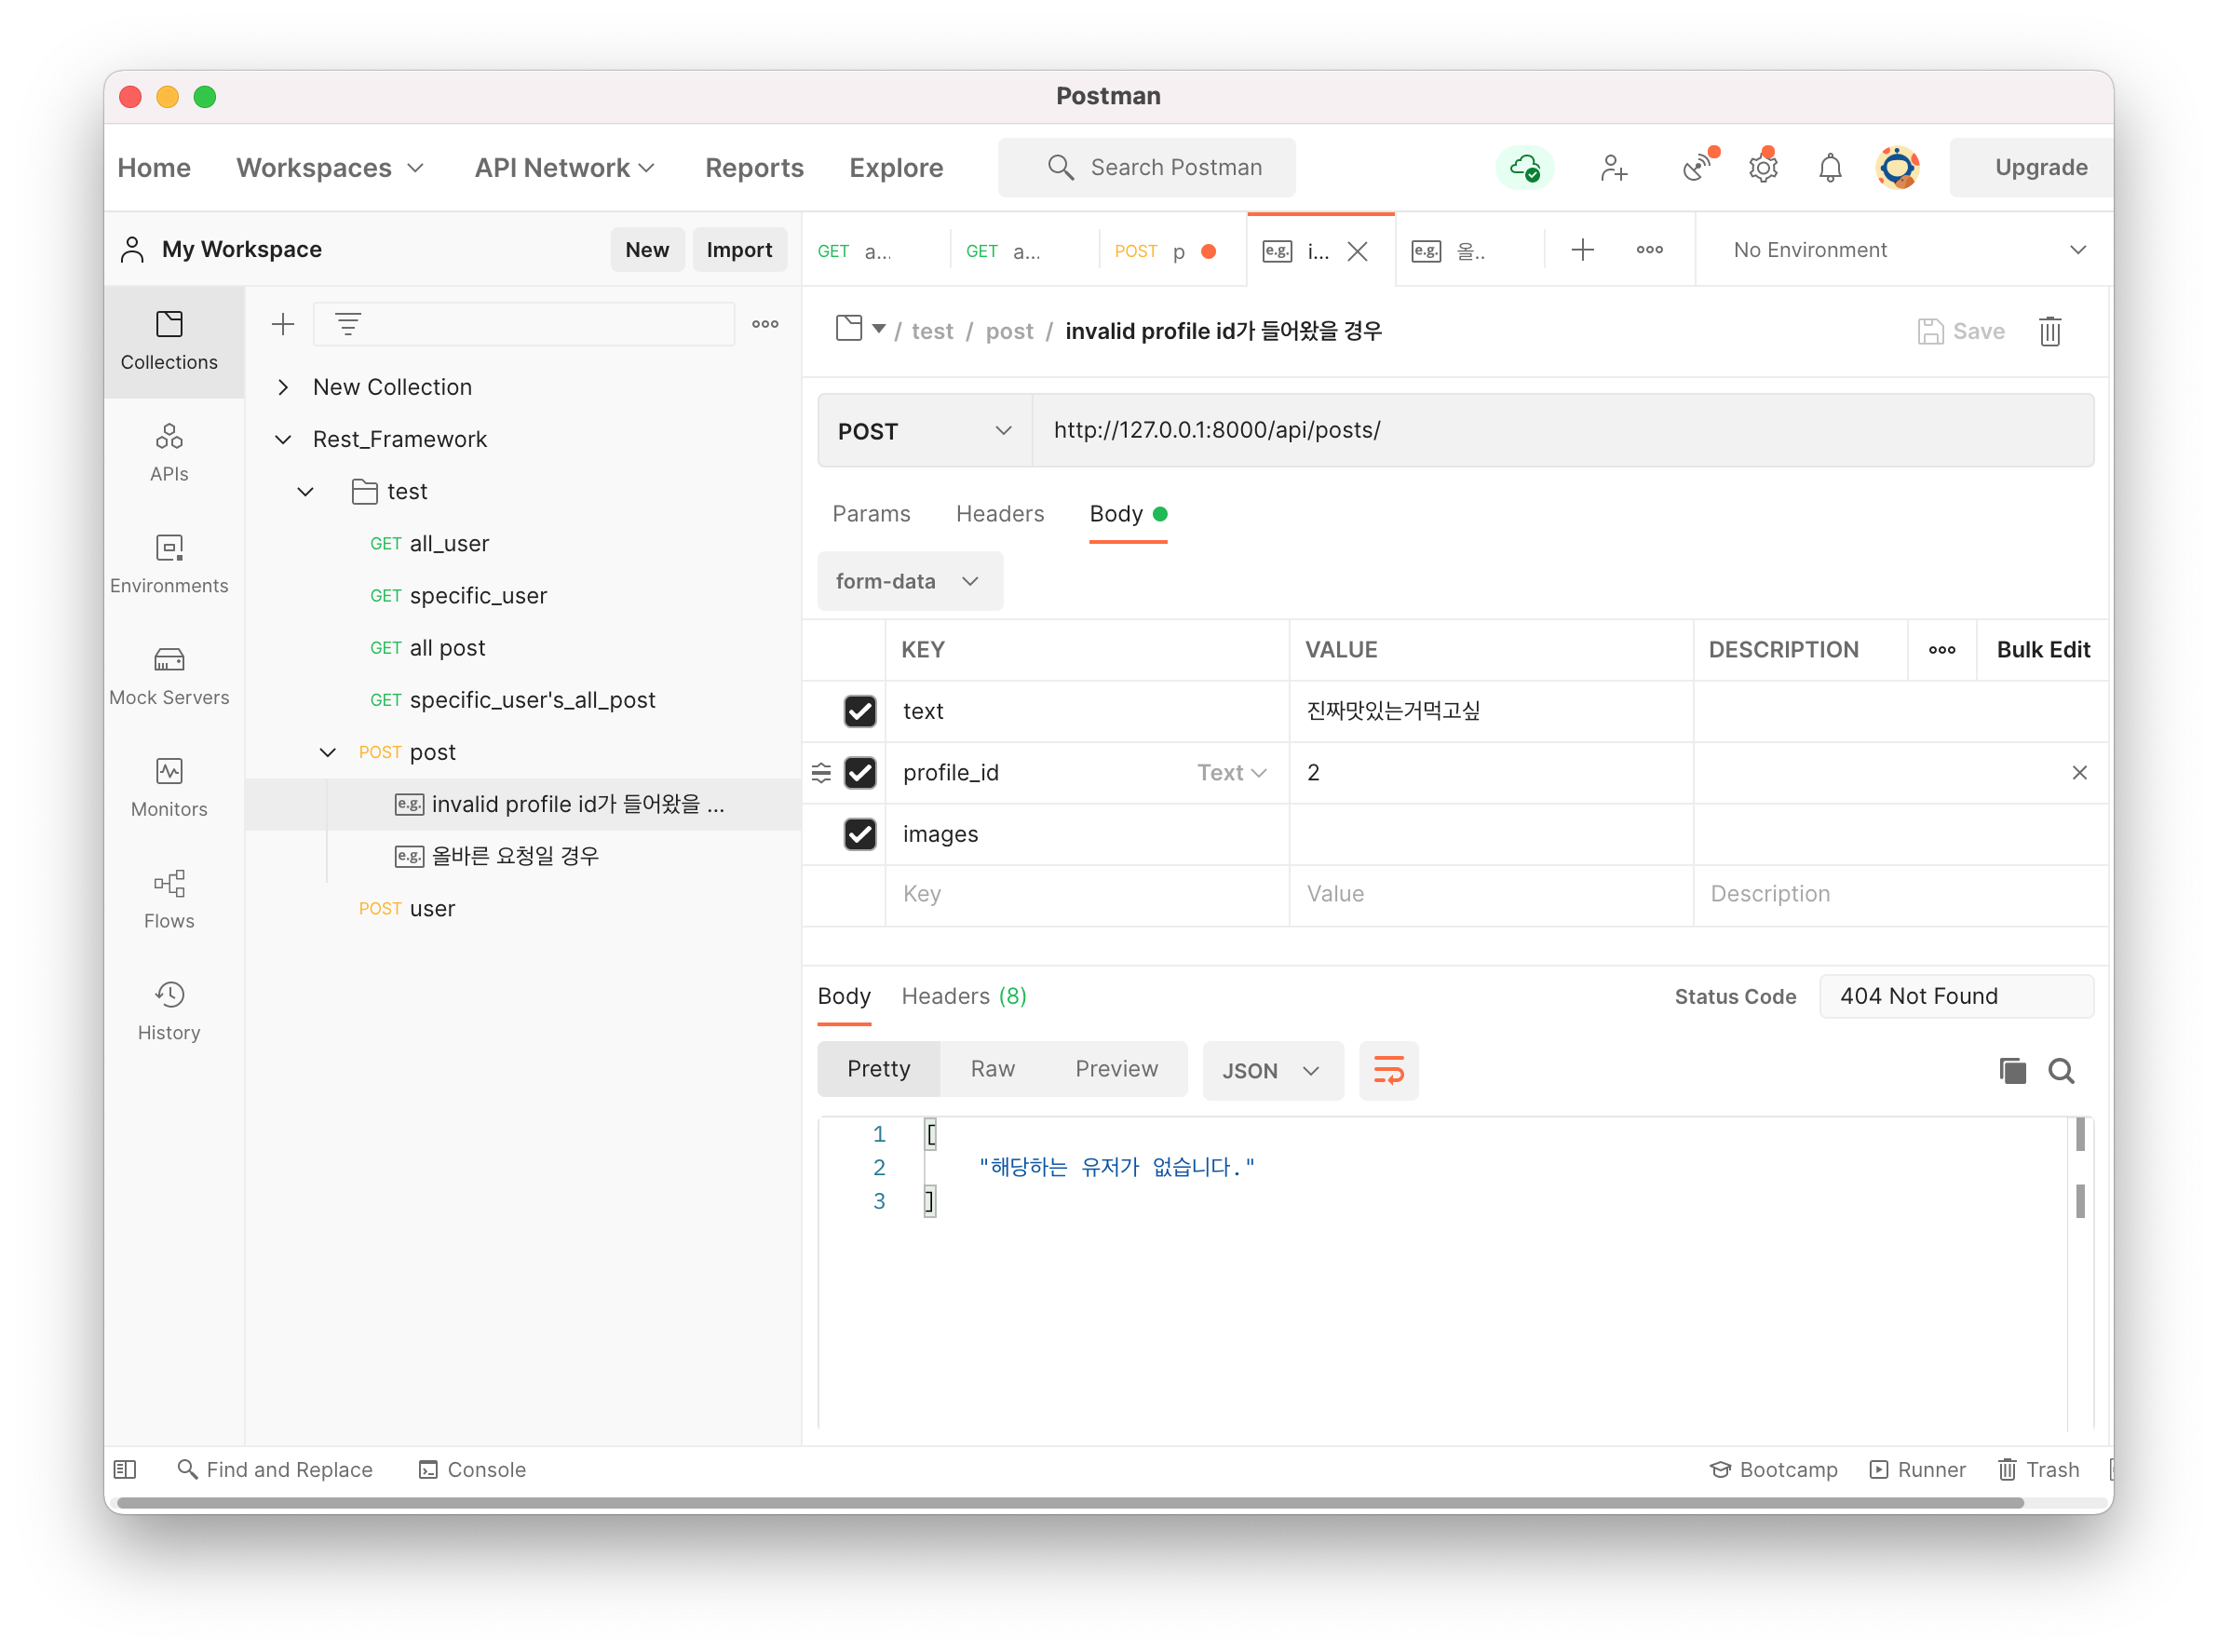 Postman
Home Workspaces API Network Reports Explore Search Postman Upgrade
My Workspace New Import
GET a... GET a... POST p e.g. i... e.g. 올.. No Environment
Collections
APIs
Environments
Mock Servers
Monitors
Flows
History
New Collection
Rest_Framework
test
GET all_user
GET specific_user
GET all post
GET specific_user's_all_post
POST post
e.g. invalid profile id가 들어왔을 ...
e.g. 올바른 요청일 경우
POST user
/ test / post / invalid profile id가 들어왔을 경우 Save
POST http://127.0.0.1:8000/api/posts/
Params Headers Body
form-data
KEY VALUE DESCRIPTION Bulk Edit
text 진짜맛있는거먹고싶
profile_id Text 2
images
Key Value Description
Body Headers (8) Status Code 404 Not Found
Pretty Raw Preview JSON
1 [
2 "해당하는 유저가 없습니다."
3 ]
Find and Replace Console Bootcamp Runner Trash